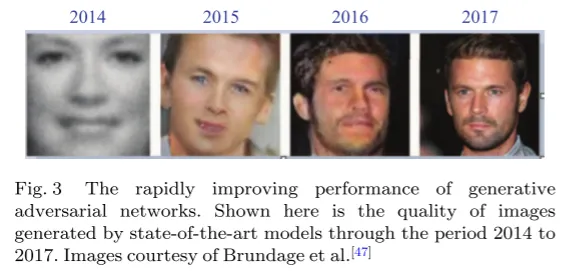 2014 2015 2016 2017
Fig. 3 The rapidly improving performance of generative
adversarial networks. Shown here is the quality of images
generated by state-of-the-art models through the period 2014 to
2017. Images courtesy of Brundage et al.[47]